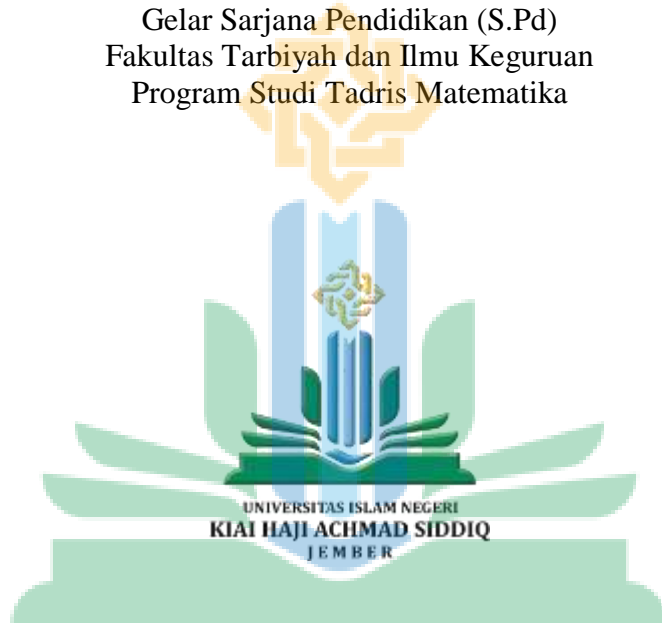 Gelar Sarjana Pendidikan (S.Pd)
Fakultas Tarbiyah dan Ilmu Keguruan
Program Studi Tadris Matematika
UNIVERSITAS ISLAM NEGERI
KIAI HAJI ACHMAD SIDDIQ
JEMBER